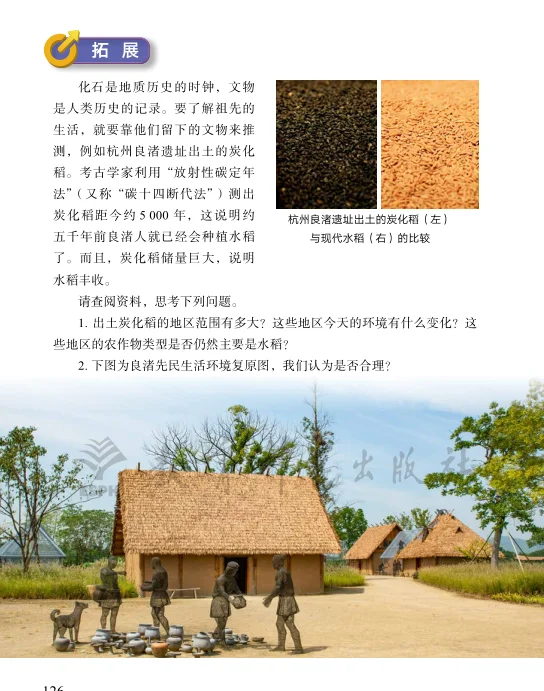 拓展
化石是地质历史的时钟，文物
是人类历史的记录。要了解祖先的
生活，就要靠他们留下的文物来推
测，例如杭州良渚遗址出土的炭化
稻。考古学家利用“放射性碳定年
法”（又称“碳十四断代法”）测出
炭化稻距今约 5 000 年，这说明约
五千年前良渚人就已经会种植水稻
了。而且，炭化稻储量巨大，说明
水稻丰收。
杭州良渚遗址出土的炭化稻（左）
与现代水稻（右）的比较
请查阅资料，思考下列问题。
1. 出土炭化稻的地区范围有多大？这些地区今天的环境有什么变化？这
些地区的农作物类型是否仍然主要是水稻？
2. 下图为良渚先民生活环境复原图，我们认为是否合理？
出版社
126